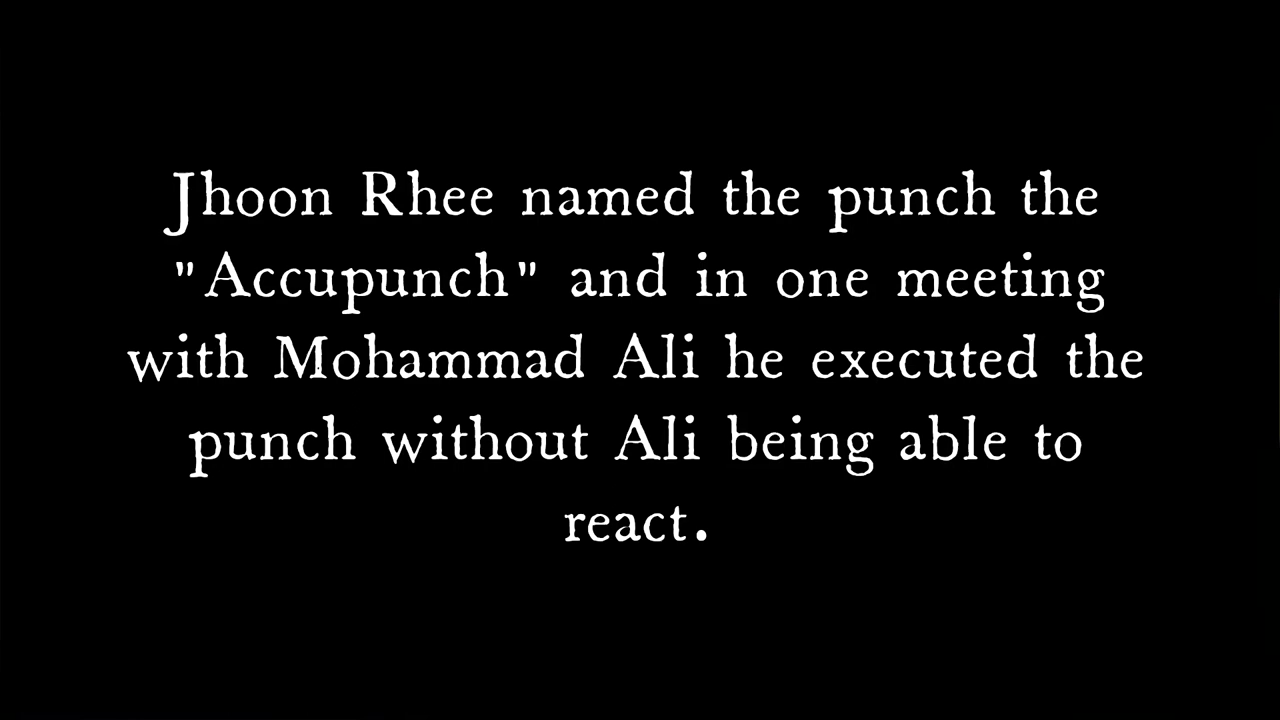 Jhoon Rhee named the punch the
"Accupunch" and in one meeting
with Mohammad Ali he executed the
punch without Ali being able to
react.